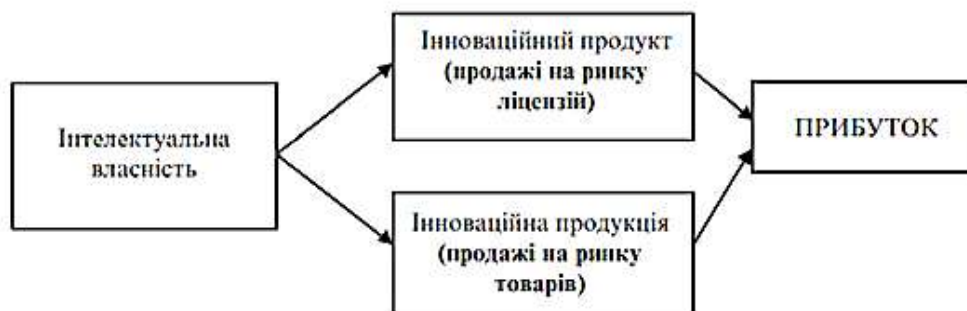 Інтелектуальна
власність
Інноваційний продукт
(продажі на ринку
ліцензій)
Інноваційна продукція
(продажі на ринку
товарів)
ПРИБУТОК